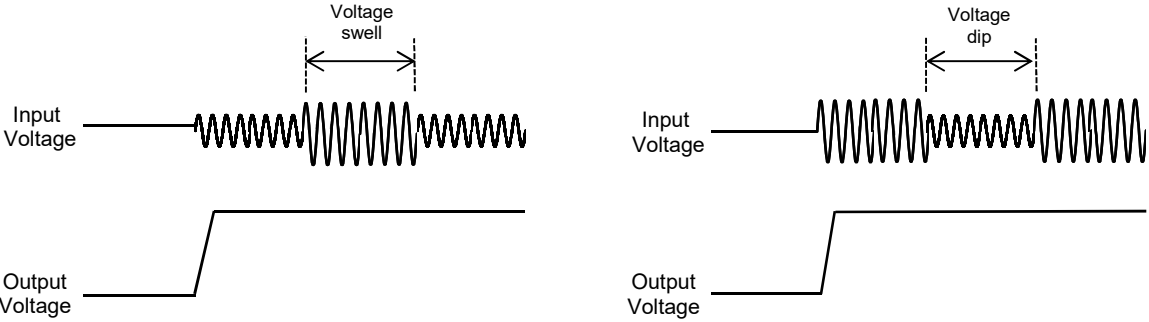 Voltage
swell
Input
Voltage
Output
Voltage
Voltage
dip
Input
Voltage
Output
Voltage